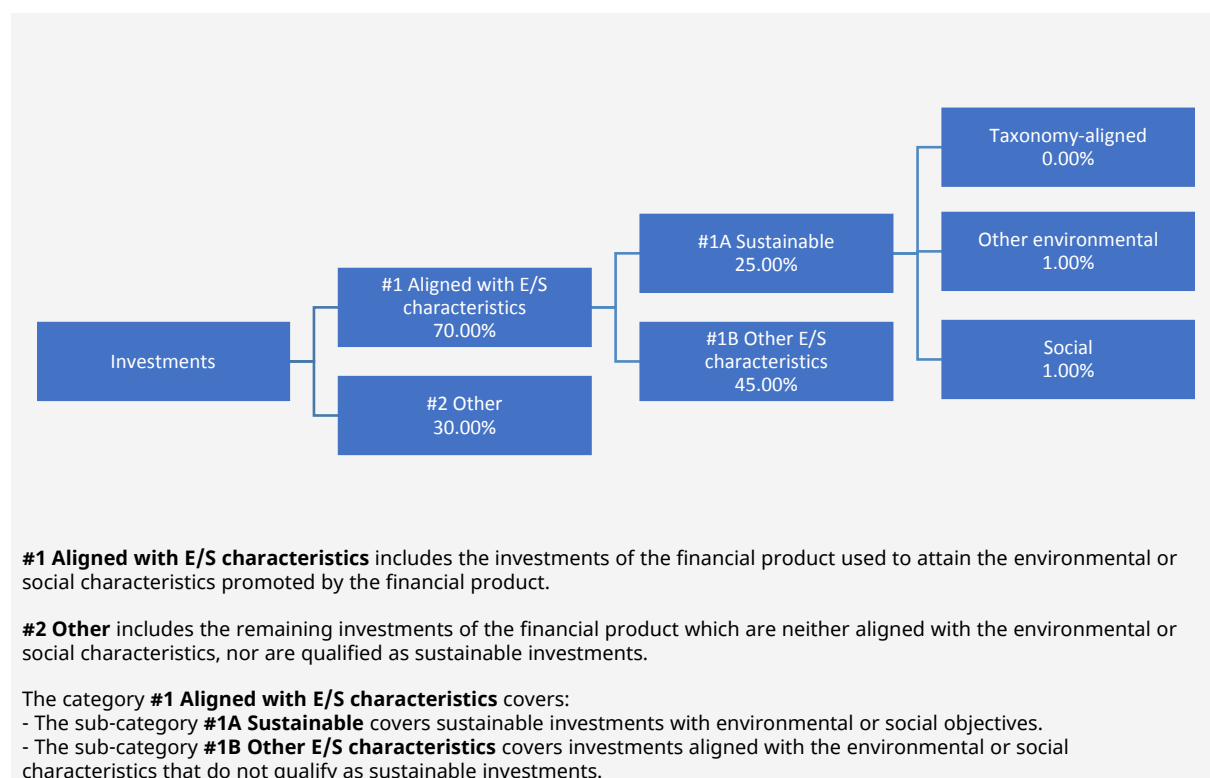 Investments
#1 Aligned with E/S
characteristics
70.00%
#2 Other
30.00%
#1A Sustainable
25.00%
#1B Other E/S
characteristics
45.00%
Taxonomy-aligned
0.00%
Other environmental
1.00%
Social
1.00%
#1 Aligned with E/S characteristics includes the investments of the financial product used to attain the environmental or
social characteristics promoted by the financial product.
#2 Other includes the remaining investments of the financial product which are neither aligned with the environmental or
social characteristics, nor are qualified as sustainable investments.
The category #1 Aligned with E/S characteristics covers:
- The sub-category #1A Sustainable covers sustainable investments with environmental or social objectives.
- The sub-category #1B Other E/S characteristics covers investments aligned with the environmental or social
characteristics that do not qualify as sustainable investments.